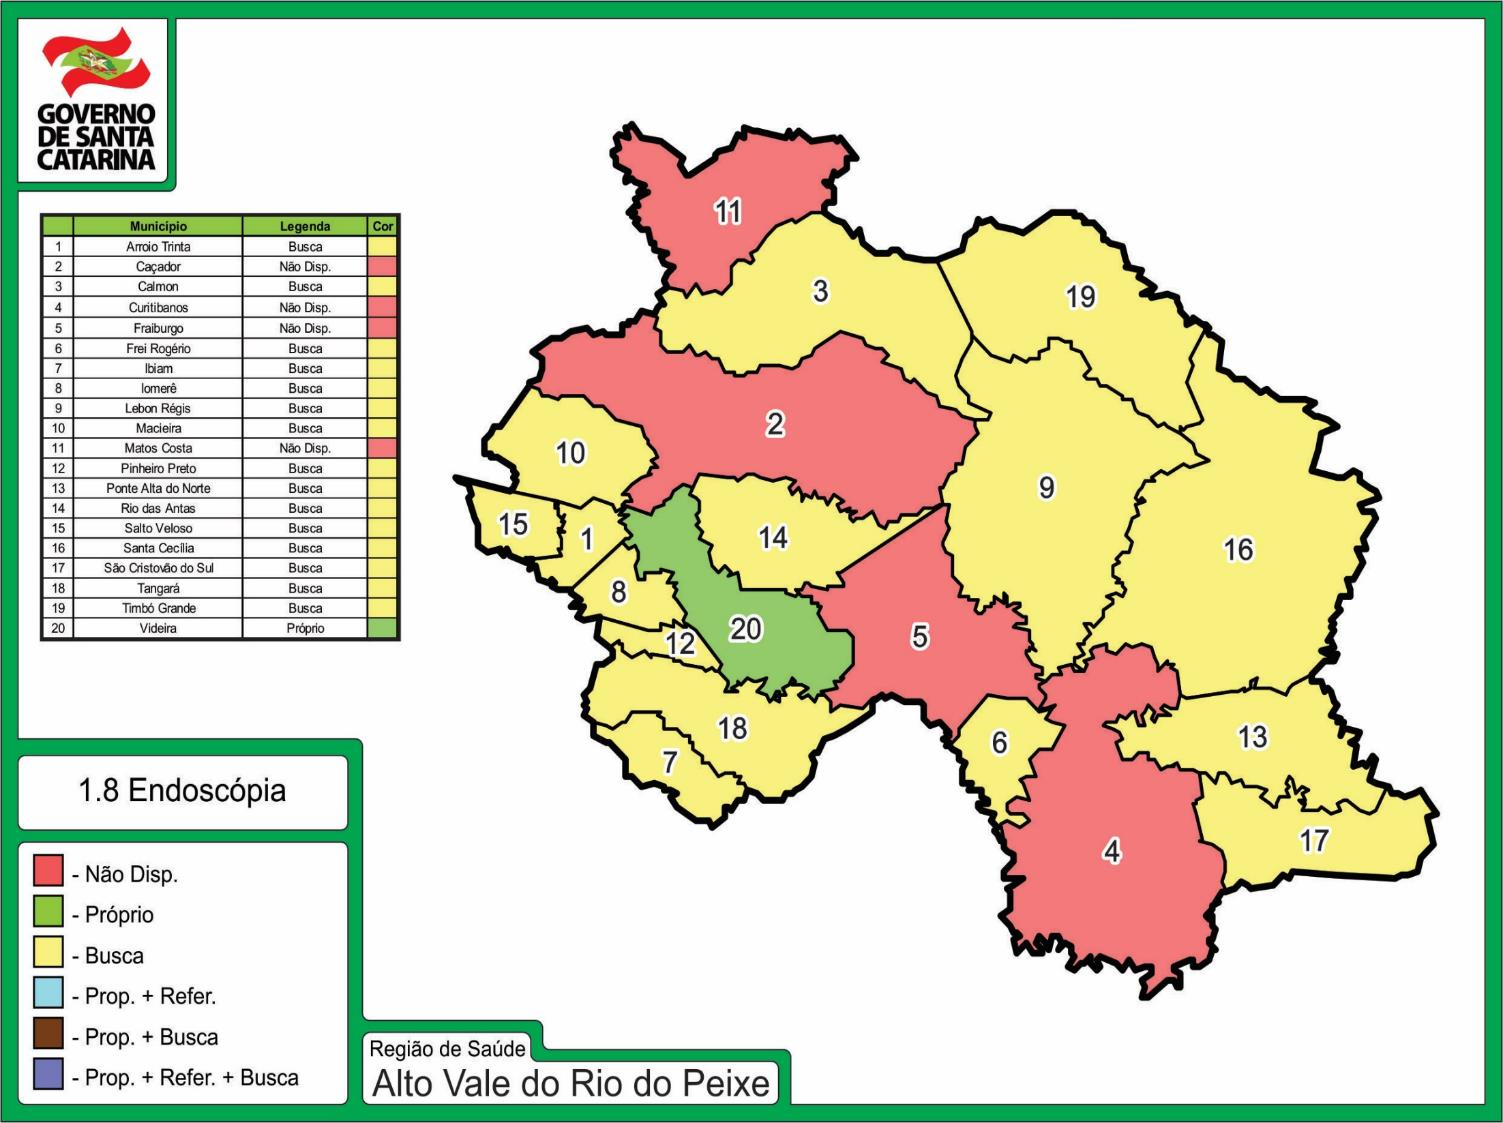 GOVERNO
DE SANTA
CATARINA
Município Legenda Cor
1 Arroio Trinta Busca
2 Caçador Não Disp.
3 Calmon Busca
4 Curitibanos Não Disp.
5 Fraiburgo Não Disp.
6 Frei Rogério Busca
7 Ibiam Busca
8 Iomerê Busca
9 Lebon Régis Busca
10 Macieira Busca
11 Matos Costa Não Disp.
12 Pinheiro Preto Busca
13 Ponte Alta do Norte Busca
14 Rio das Antas Busca
15 Salto Veloso Busca
16 Santa Cecília Busca
17 São Cristovão do Sul Busca
18 Tangará Busca
19 Timbó Grande Busca
20 Videira Próprio
11
3
19
2
10
9
15
1
14
16
8
20
5
12
18
6
13
7
4
17
1.8 Endoscópia
- Não Disp.
- Próprio
- Busca
- Prop. + Refer.
- Prop. + Busca
- Prop. + Refer. + Busca
Região de Saúde
Alto Vale do Rio do Peixe